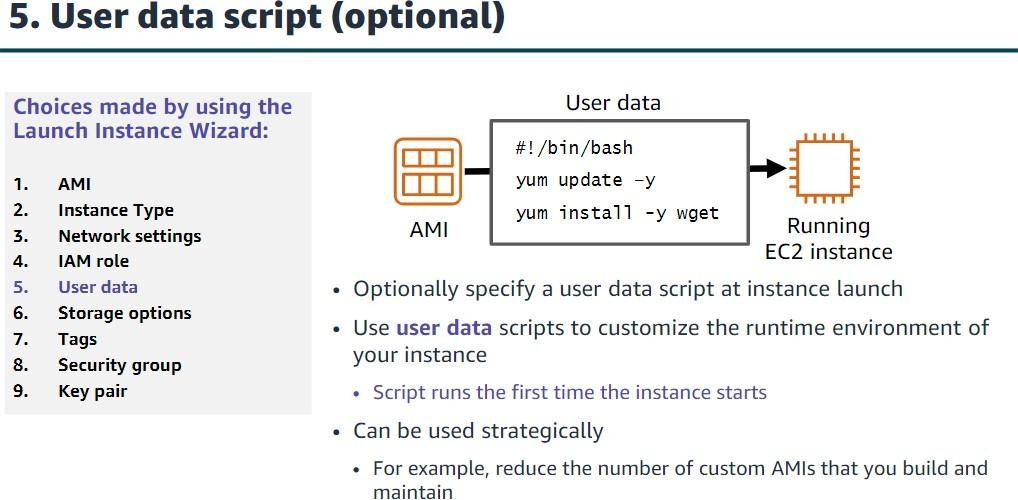 5. User data script (optional)
Choices made by using the
Launch Instance Wizard:
1. AMI
2. Instance Type
3. Network settings
4. IAM role
5. User data
6. Storage options
7. Tags
8. Security group
9. Key pair
User data
#!/bin/bash
yum update –y
yum install -y wget
AMI
Running
EC2 instance
• Optionally specify a user data script at instance launch
• Use user data scripts to customize the runtime environment of
your instance
• Script runs the first time the instance starts
• Can be used strategically
• For example, reduce the number of custom AMIs that you build and
maintain